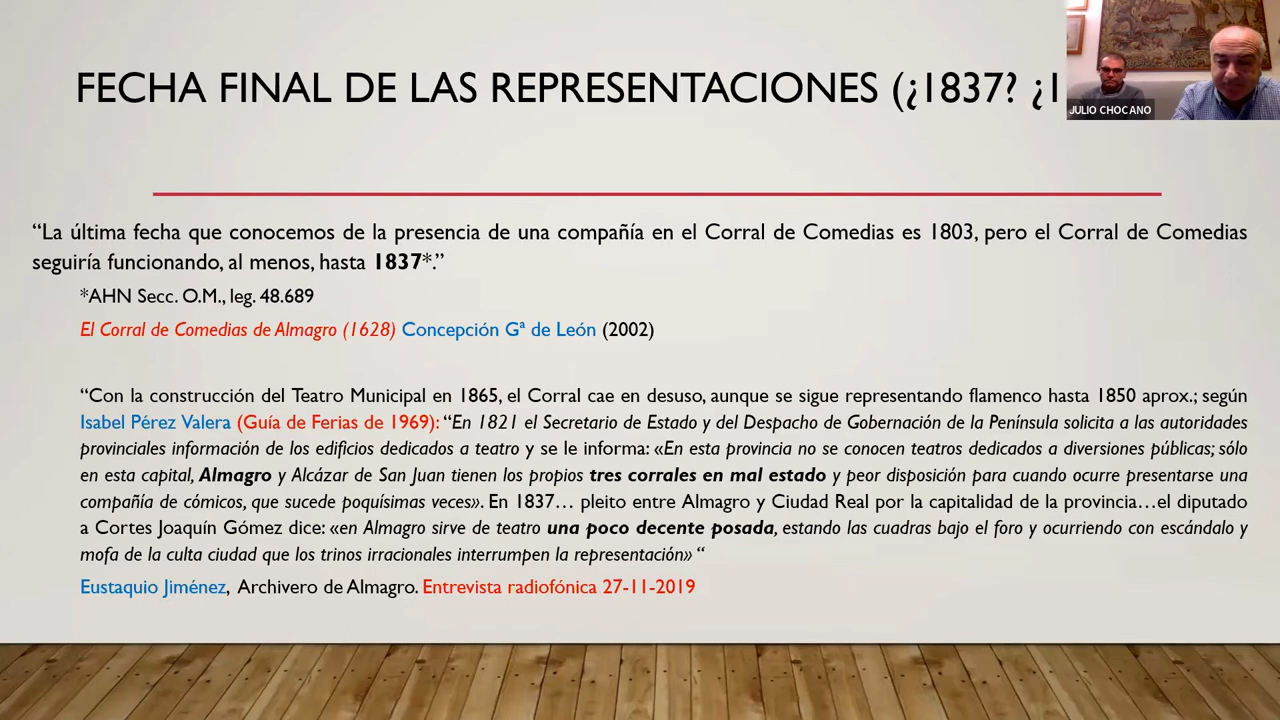 FECHA FINAL DE LAS REPRESENTACIONES (¿1837? ¿1
JULIO CHOCANO
“La última fecha que conocemos de la presencia de una compañía en el Corral de Comedias es 1803, pero el Corral de Comedias
seguiría funcionando, al menos, hasta 1837*.”
*AHN Secc. O.M., leg. 48.689
El Corral de Comedias de Almagro (1628) Concepción Gª de León (2002)
“Con la construcción del Teatro Municipal en 1865, el Corral cae en desuso, aunque se sigue representando flamenco hasta 1850 aprox.; según
Isabel Pérez Valera (Guía de Ferias de 1969): “En 1821 el Secretario de Estado y del Despacho de Gobernación de la Península solicita a las autoridades
provinciales información de los edificios dedicados a teatro y se le informa: «En esta provincia no se conocen teatros dedicados a diversiones públicas; sólo
en esta capital, Almagro y Alcázar de San Juan tienen los propios tres corrales en mal estado y peor disposición para cuando ocurre presentarse una
compañía de cómicos, que sucede poquísimas veces». En 1837… pleito entre Almagro y Ciudad Real por la capitalidad de la provincia…el diputado
a Cortes Joaquín Gómez dice: «en Almagro sirve de teatro una poco decente posada, estando las cuadras bajo el foro y ocurriendo con escándalo y
mofa de la culta ciudad que los trinos irracionales interrumpen la representación» “
Eustaquio Jiménez, Archivero de Almagro. Entrevista radiofónica 27-11-2019